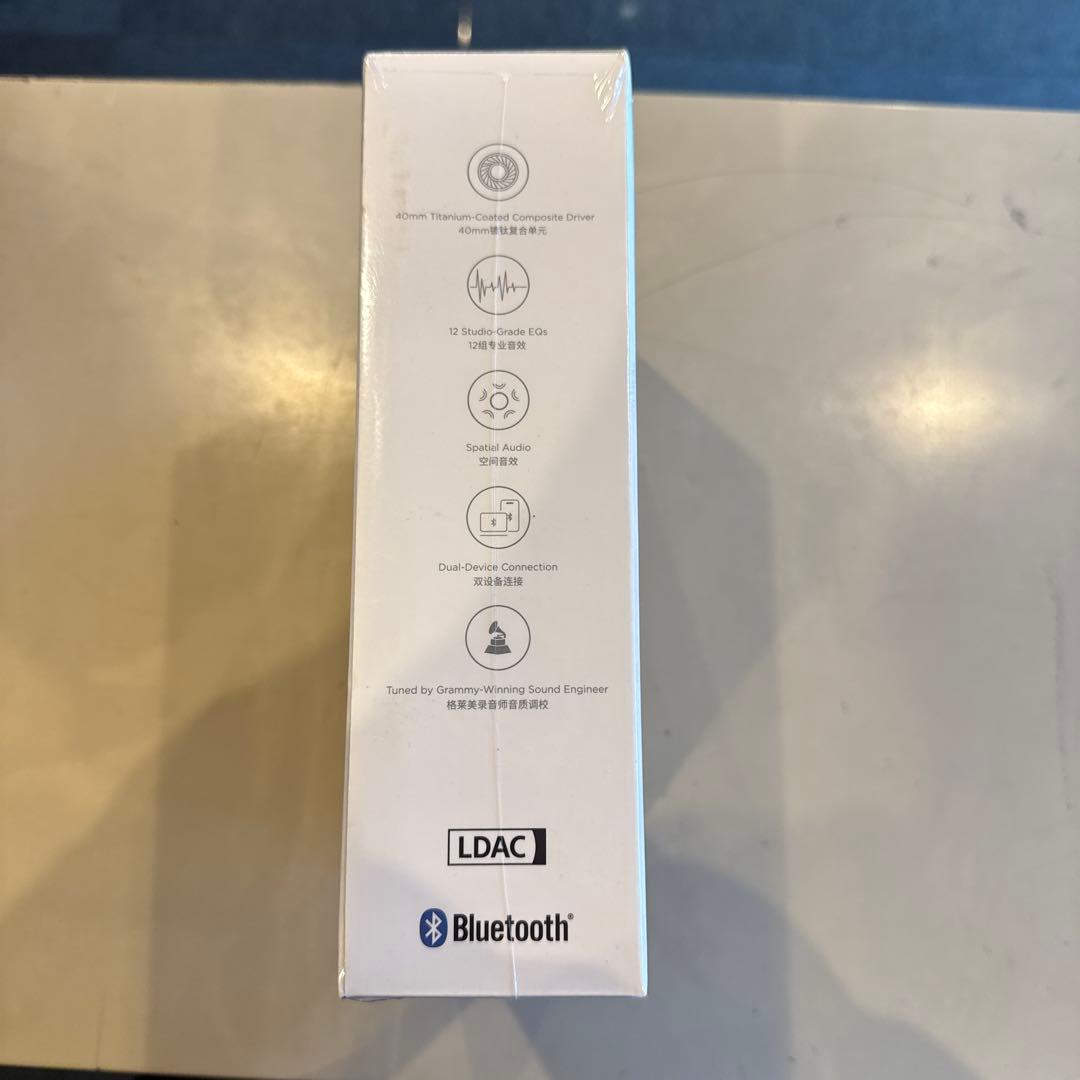 40mm Titanium-Coated Composite Driver
40mm镀钛复合单元
12 Studio-Grade EQs
12组专业音效
Spatial Audio
空间音效
Dual-Device Connection
双设备连接
Tuned by Grammy-Winning Sound Engineer
格莱美录音师音质调校
LDAC
Bluetooth®